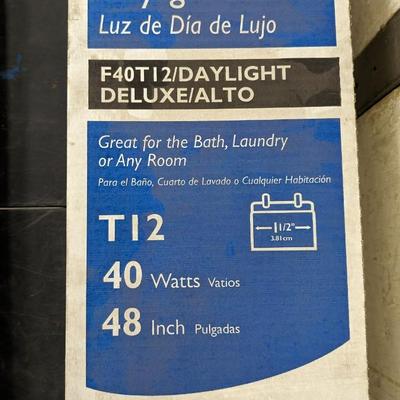 Luz de Día de Lujo
F40T12/DAYLIGHT
DELUXE/ALTO
Great for the Bath, Laundry
or Any Room
Para el Baño, Cuarto de Lavado o Cualquier Habitación
T12
1 1/2"
3.81cm
40 Watts Vatios
48 Inch Pulgadas